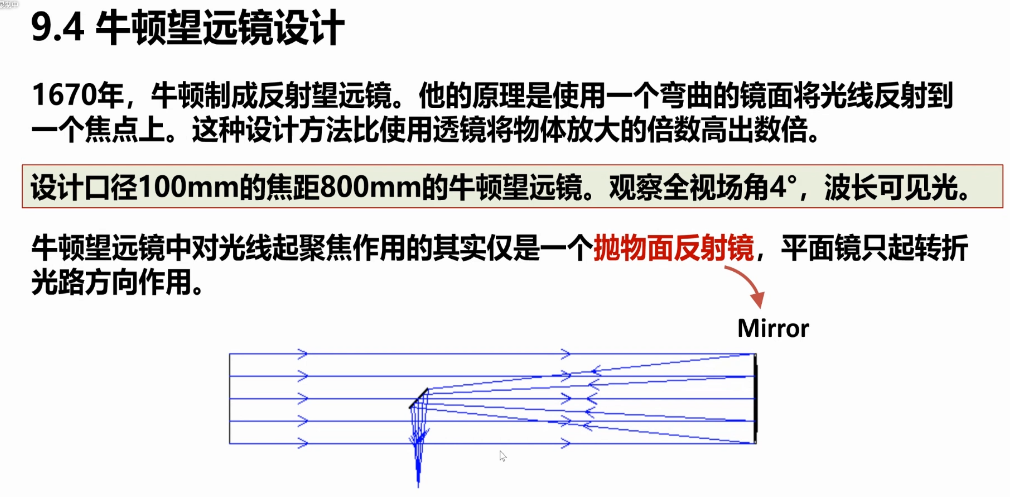 9.4 牛顿望远镜设计
1670年，牛顿制成反射望远镜。他的原理是使用一个弯曲的镜面将光线反射到
一个焦点上。这种设计方法比使用透镜将物体放大的倍数高出数倍。
设计口径100mm的焦距800mm的牛顿望远镜。观察全视场角4°，波长可见光。
牛顿望远镜中对光线起聚焦作用的其实仅是一个抛物面反射镜，平面镜只起转折
光路方向作用。
Mirror